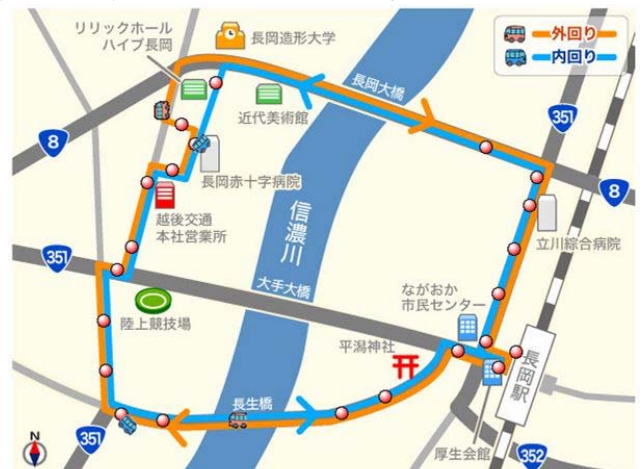 リリックホール
ハイブ長岡
長岡造形大学
外回り
内回り
長岡大橋
351
近代美術館
8
長岡赤十字病院
8
越後交通
本社営業所
信濃川
立川綜合病院
351
大手大橋
ながおか
市民センター
陸上競技場
平潟神社
長岡駅
長生橋
351
N
厚生会館
352